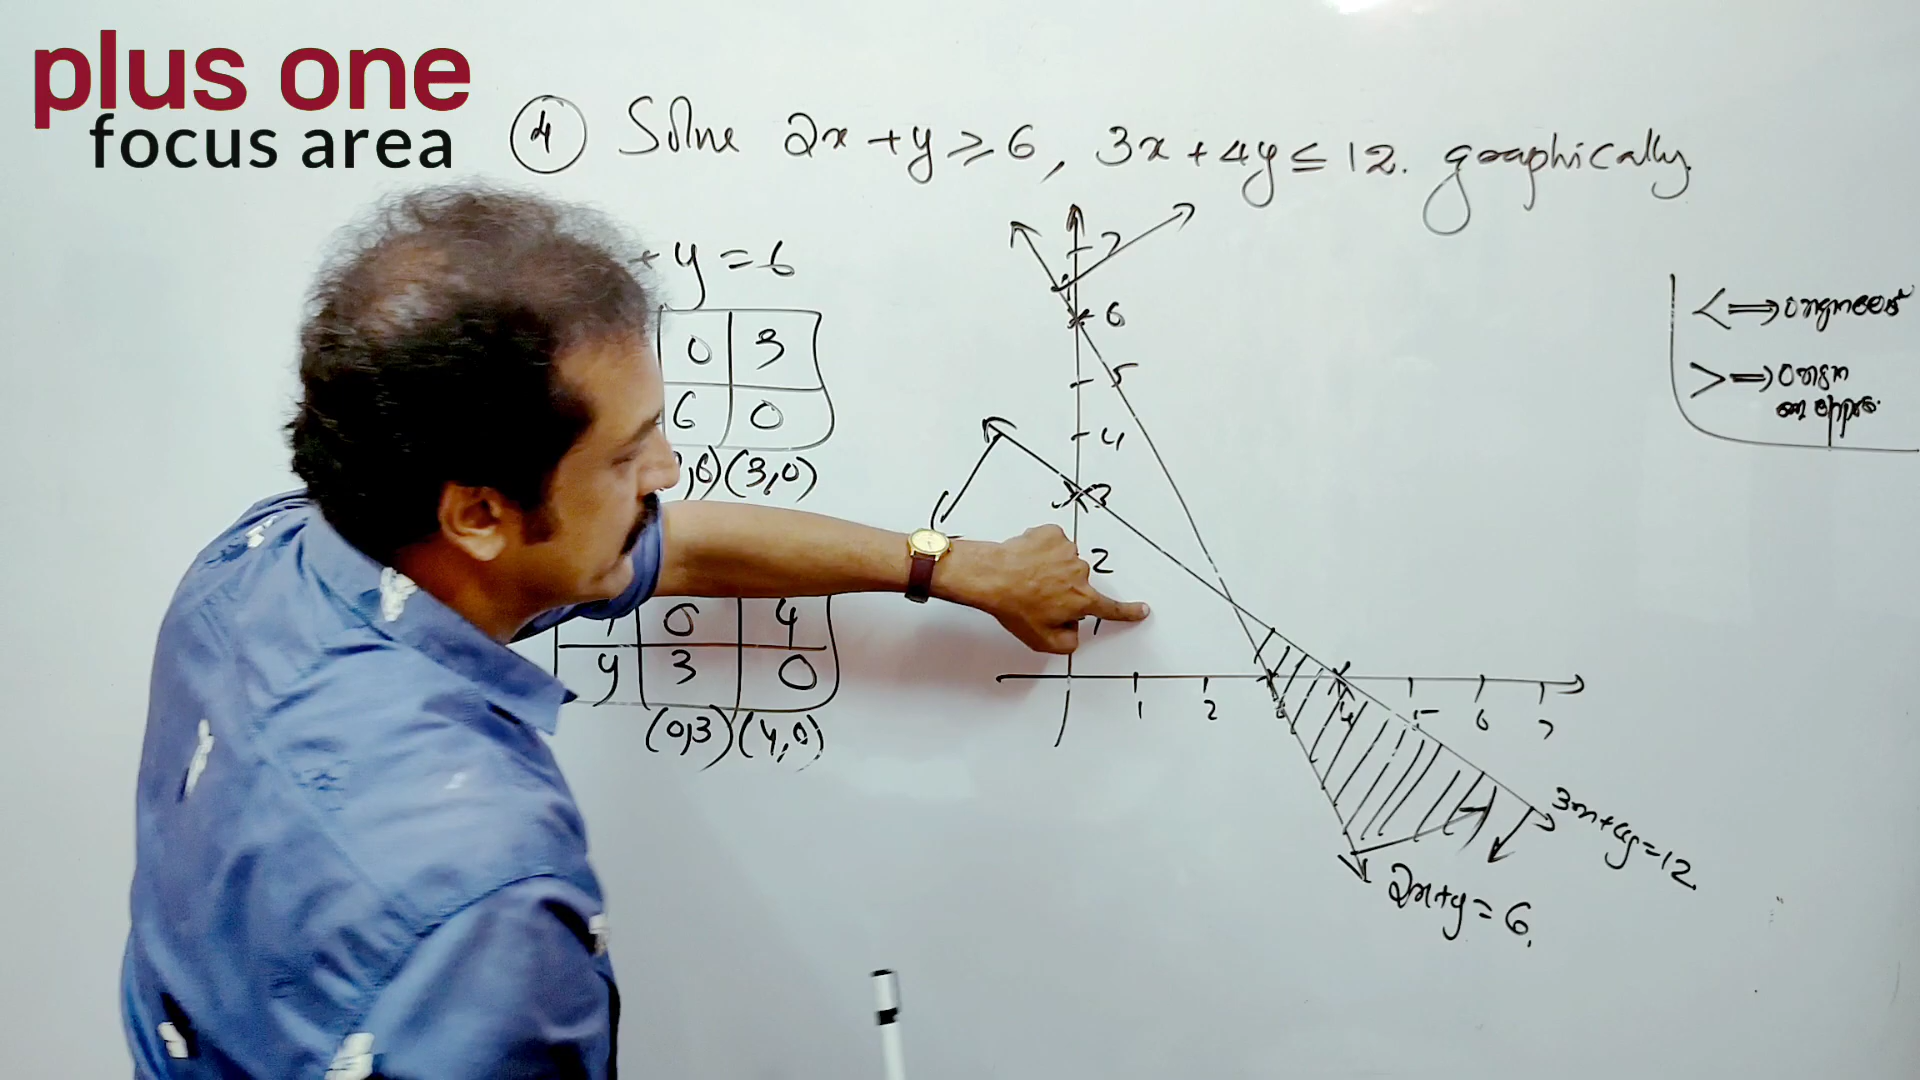 plus one
focus area
④ Solve 2x + y ≥ 6, 3x + 4y ≤ 12. graphically.
+ y = 6
0 3
6 0
,6) (3,0)
0 4
y 3 0
(0,3) (4,0)
7
6
5
4
3
2
1
1 2 3 4 5 6 7
3x+4y=12
2x+y=6.
< ⟹
> ⟹ Origin